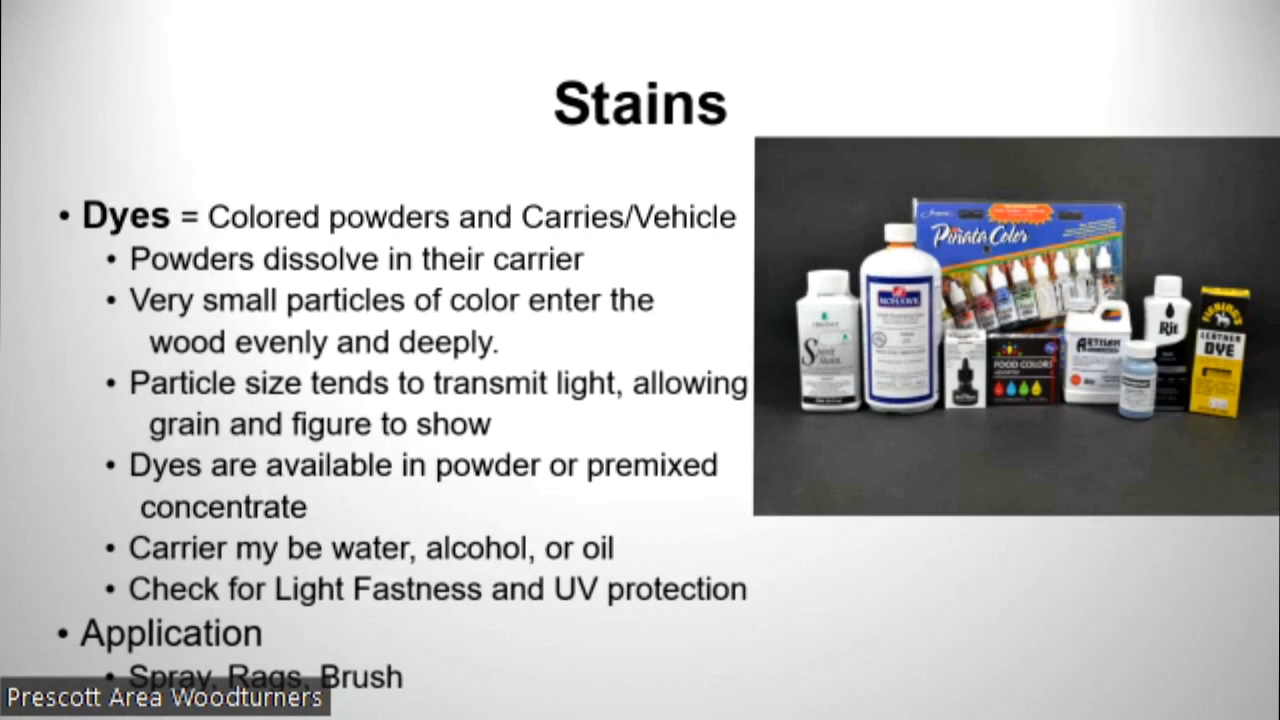 Stains
• Dyes = Colored powders and Carries/Vehicle
• Powders dissolve in their carrier
• Very small particles of color enter the
wood evenly and deeply.
• Particle size tends to transmit light, allowing
grain and figure to show
• Dyes are available in powder or premixed
concentrate
• Carrier my be water, alcohol, or oil
• Check for Light Fastness and UV protection
• Application
• Spray, Rags, Brush
Prescott Area Woodturners
Piñata Color
MOHAWK
Rit
FIEBING'S
LEATHER
DYE
ARTISAN
FOOD COLORS